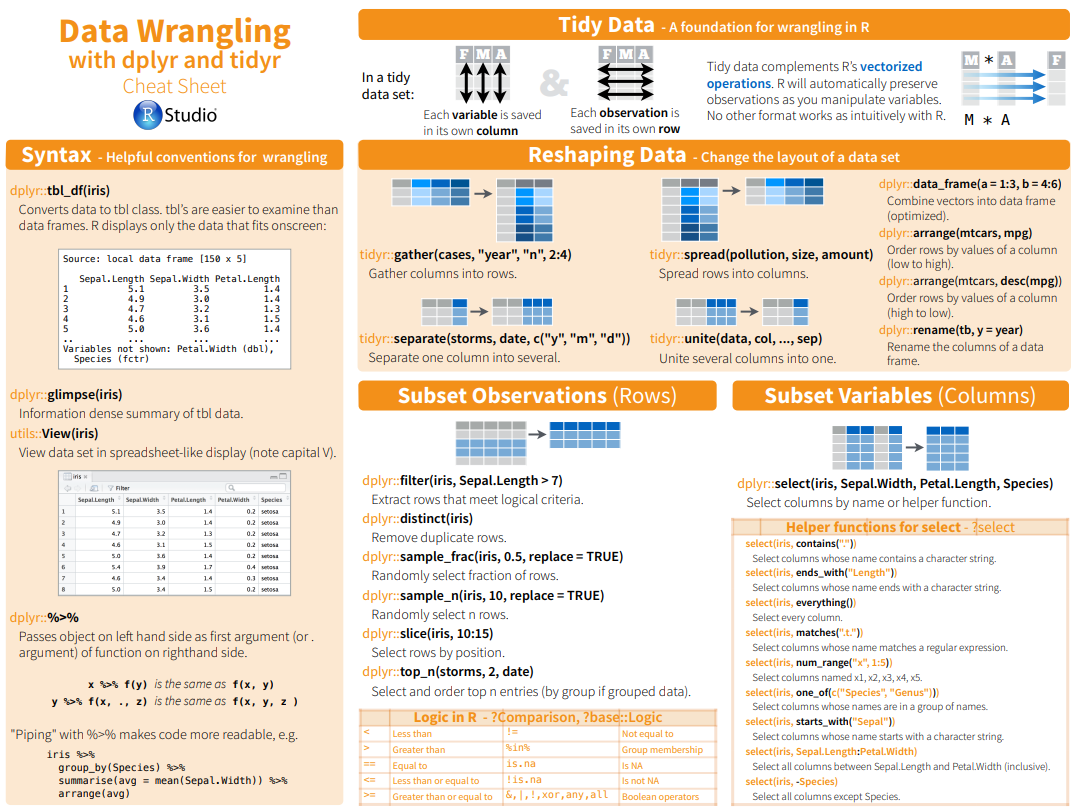 Data Wrangling
with dplyr and tidyr
Cheat Sheet
R Studio
Syntax - Helpful conventions for wrangling
dplyr::tbl_df(iris)
Converts data to tbl class. tbl's are easier to examine than
data frames. R displays only the data that fits onscreen:
Source: local data frame [150 x 5]
Sepal.Length Sepal.Width Petal.Length
1 5.1 3.5 1.4
2 4.9 3.0 1.4
3 4.7 3.2 1.3
4 4.6 3.1 1.5
5 5.0 3.6 1.4
.. ... ... ...
Variables not shown: Petal.Width (dbl),
Species (fctr)
dplyr::glimpse(iris)
Information dense summary of tbl data.
utils::View(iris)
View data set in spreadsheet-like display (note capital V).
iris
Filter
Sepal.Length Sepal.Width Petal.Length Petal.Width Species
1 5.1 3.5 1.4 0.2 setosa
2 4.9 3.0 1.4 0.2 setosa
3 4.7 3.2 1.3 0.2 setosa
4 4.6 3.1 1.5 0.2 setosa
5 5.0 3.6 1.4 0.2 setosa
6 5.4 3.9 1.7 0.4 setosa
7 4.6 3.4 1.4 0.3 setosa
8 5.0 3.4 1.5 0.2 setosa
dplyr::%>%
Passes object on left hand side as first argument (or .
argument) of function on righthand side.
x %>% f(y) is the same as f(x, y)
y %>% f(x, ., z) is the same as f(x, y, z )
"Piping" with %>% makes code more readable, e.g.
iris %>%
group_by(Species) %>%
summarise(avg = mean(Sepal.Width)) %>%
arrange(avg)
Tidy Data - A foundation for wrangling in R
In a tidy
data set:
F M A
Each variable is saved
in its own column
&
F M A
Each observation is
saved in its own row
Tidy data complements R's vectorized
operations. R will automatically preserve
observations as you manipulate variables.
No other format works as intuitively with R.
M * A F
M * A
Reshaping Data - Change the layout of a data set
tidyr::gather(cases, "year", "n", 2:4)
Gather columns into rows.
tidyr::spread(pollution, size, amount)
Spread rows into columns.
tidyr::separate(storms, date, c("y", "m", "d"))
Separate one column into several.
tidyr::unite(data, col, ..., sep)
Unite several columns into one.
dplyr::data_frame(a = 1:3, b = 4:6)
Combine vectors into data frame
(optimized).
dplyr::arrange(mtcars, mpg)
Order rows by values of a column
(low to high).
dplyr::arrange(mtcars, desc(mpg))
Order rows by values of a column
(high to low).
dplyr::rename(tb, y = year)
Rename the columns of a data
frame.
Subset Observations (Rows)
dplyr::filter(iris, Sepal.Length > 7)
Extract rows that meet logical criteria.
dplyr::distinct(iris)
Remove duplicate rows.
dplyr::sample_frac(iris, 0.5, replace = TRUE)
Randomly select fraction of rows.
dplyr::sample_n(iris, 10, replace = TRUE)
Randomly select n rows.
dplyr::slice(iris, 10:15)
Select rows by position.
dplyr::top_n(storms, 2, date)
Select and order top n entries (by group if grouped data).
Logic in R - ?Comparison, ?base::Logic
< Less than != Not equal to
> Greater than %in% Group membership
== Equal to is.na Is NA
<= Less than or equal to !is.na Is not NA
>= Greater than or equal to &,|,!,xor,any,all Boolean operators
Subset Variables (Columns)
dplyr::select(iris, Sepal.Width, Petal.Length, Species)
Select columns by name or helper function.
Helper functions for select - ?select
select(iris, contains("."))
Select columns whose name contains a character string.
select(iris, ends_with("Length"))
Select columns whose name ends with a character string.
select(iris, everything())
Select every column.
select(iris, matches(".t."))
Select columns whose name matches a regular expression.
select(iris, num_range("x", 1:5))
Select columns named x1, x2, x3, x4, x5.
select(iris, one_of(c("Species", "Genus")))
Select columns whose names are in a group of names.
select(iris, starts_with("Sepal"))
Select columns whose name starts with a character string.
select(iris, Sepal.Length:Petal.Width)
Select all columns between Sepal.Length and Petal.Width (inclusive).
select(iris, -Species)
Select all columns except Species.